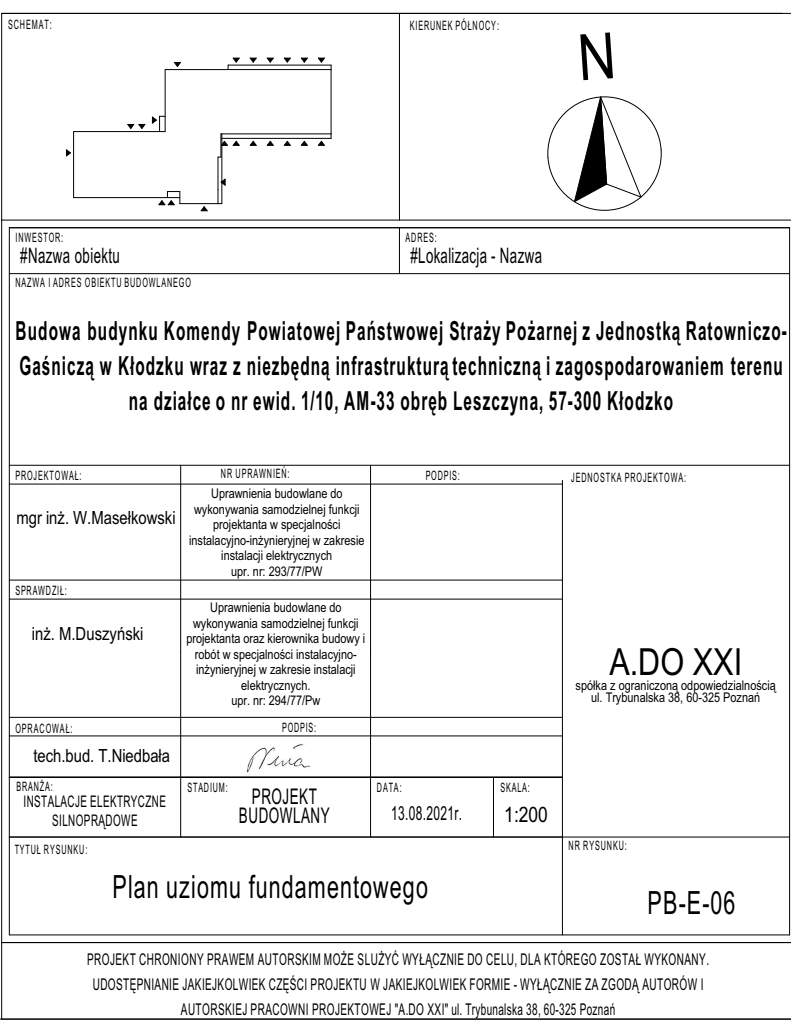 SCHEMAT:
KIERUNEK PÓŁNOCY:
N
INWESTOR:
#Nazwa obiektu
ADRES:
#Lokalizacja - Nazwa
NAZWA I ADRES OBIEKTU BUDOWLANEGO
Budowa budynku Komendy Powiatowej Państwowej Straży Pożarnej z Jednostką Ratowniczo-
Gaśniczą w Kłodzku wraz z niezbędną infrastrukturą techniczną i zagospodarowaniem terenu
na działce o nr ewid. 1/10, AM-33 obręb Leszczyna, 57-300 Kłodzko
PROJEKTOWAŁ:
NR UPRAWNIEŃ:
PODPIS:
JEDNOSTKA PROJEKTOWA:
mgr inż. W.Masełkowski
Uprawnienia budowlane do
wykonywania samodzielnej funkcji
projektanta w specjalności
instalacyjno-inżynieryjnej w zakresie
instalacji elektrycznych
upr. nr: 293/77/PW
SPRAWDZIŁ:
inż. M.Duszyński
Uprawnienia budowlane do
wykonywania samodzielnej funkcji
projektanta oraz kierownika budowy i
robót w specjalności instalacyjno-
inżynieryjnej w zakresie instalacji
elektrycznych.
upr. nr: 294/77/Pw
A.DO XXI
spółka z ograniczoną odpowiedzialnością
ul. Trybunalska 38, 60-325 Poznań
OPRACOWAŁ:
PODPIS:
tech.bud. T.Niedbała
BRANŻA:
INSTALACJE ELEKTRYCZNE
SILNOPRĄDOWE
STADIUM:
PROJEKT
BUDOWLANY
DATA:
13.08.2021r.
SKALA:
1:200
TYTUŁ RYSUNKU:
Plan uziomu fundamentowego
NR RYSUNKU:
PB-E-06
PROJEKT CHRONIONY PRAWEM AUTORSKIM MOŻE SLUŻYĆ WYŁĄCZNIE DO CELU, DLA KTÓREGO ZOSTAŁ WYKONANY.
UDOSTĘPNIANIE JAKIEJKOLWIEK CZĘŚCI PROJEKTU W JAKIEJKOLWIEK FORMIE - WYŁĄCZNIE ZA ZGODĄ AUTORÓW I
AUTORSKIEJ PRACOWNI PROJEKTOWEJ "A.DO XXI" ul. Trybunalska 38, 60-325 Poznań